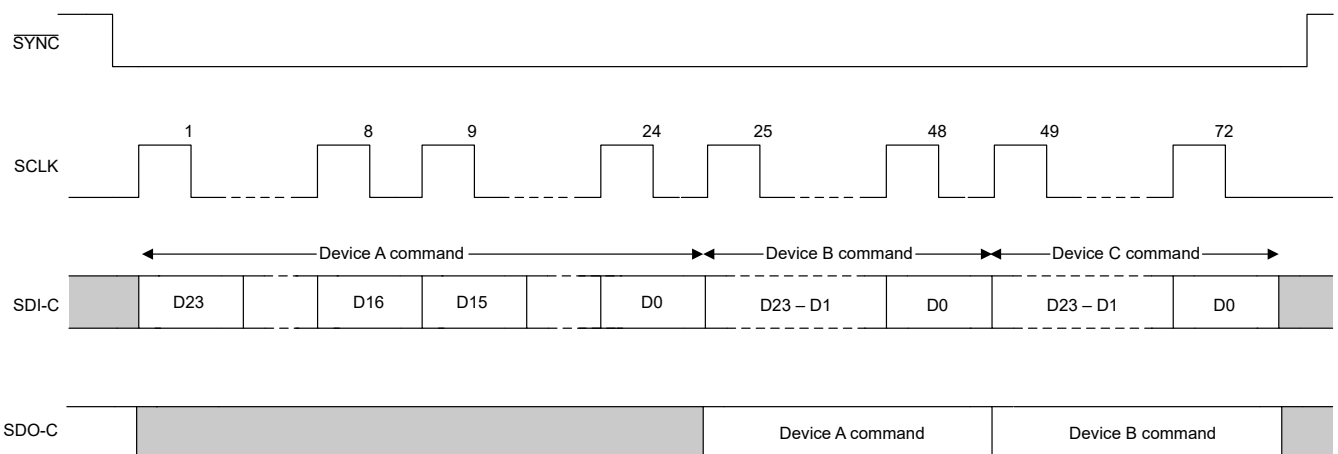 SYNC
1 8 9 24 25 48 49 72
SCLK
Device A command Device B command Device C command
SDI-C D23 D16 D15 D0 D23 – D1 D0 D23 – D1 D0
SDO-C Device A command Device B command